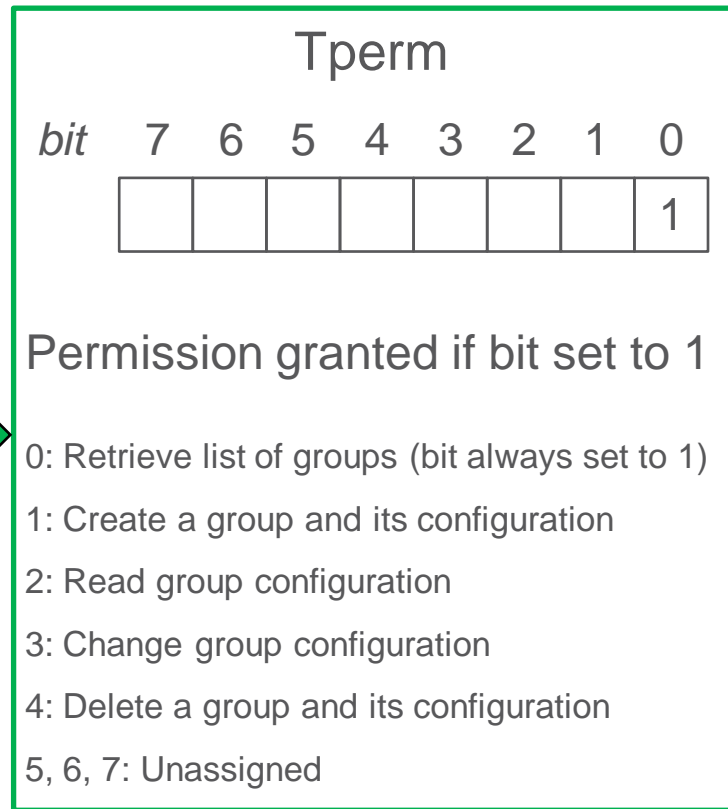 Tperm
bit 7 6 5 4 3 2 1 0
1
Permission granted if bit set to 1
0: Retrieve list of groups (bit always set to 1)
1: Create a group and its configuration
2: Read group configuration
3: Change group configuration
4: Delete a group and its configuration
5, 6, 7: Unassigned